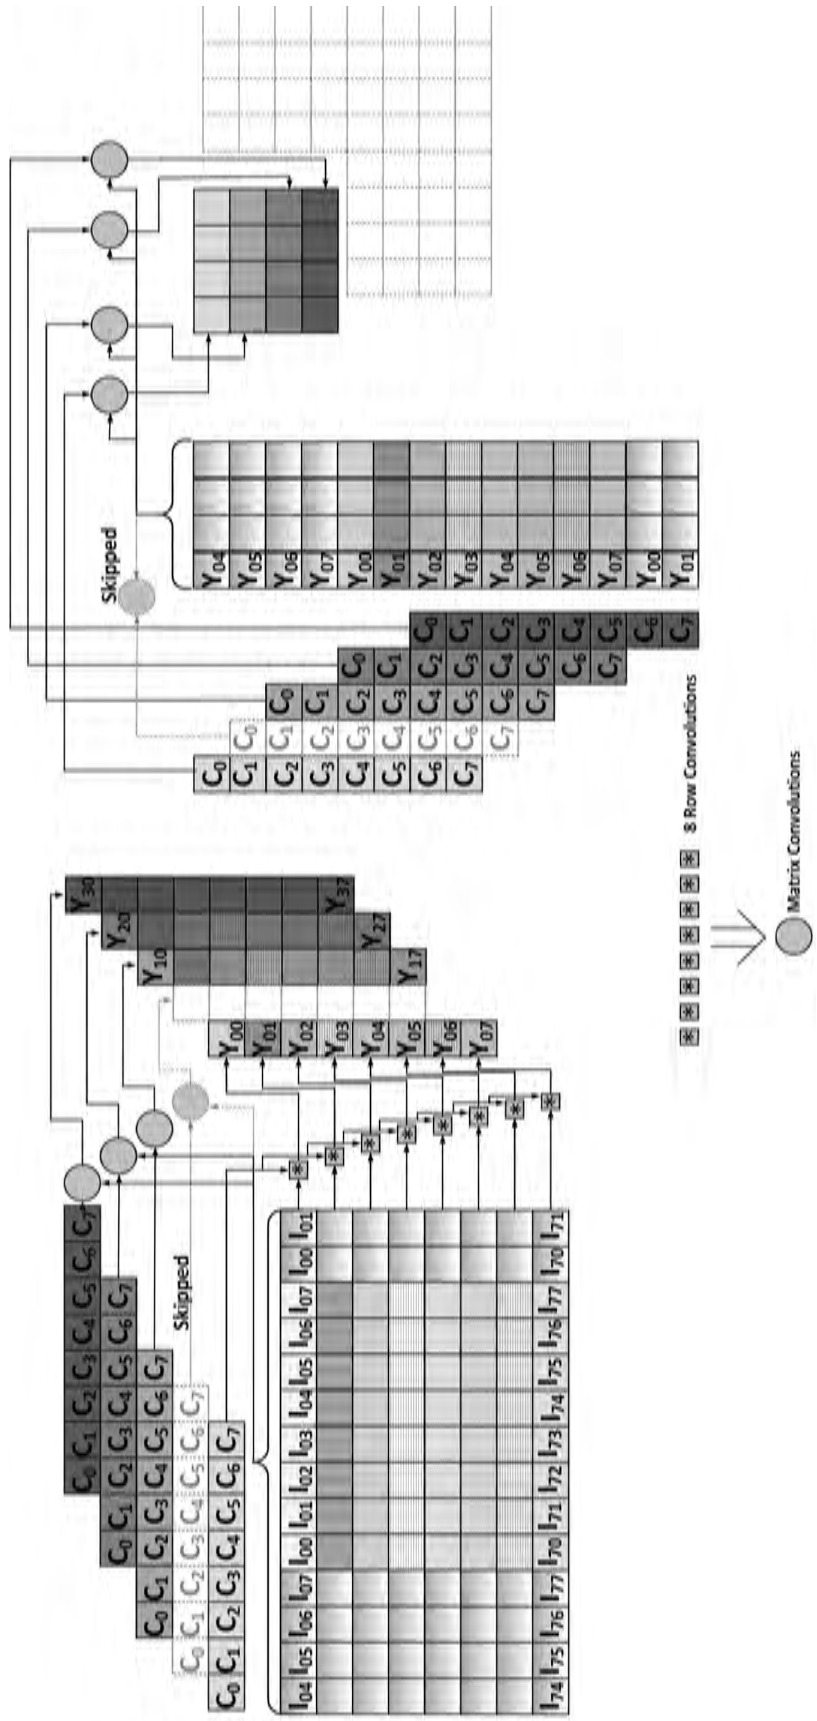 C0 C1 C2 C3 C4 C5 C6 C7
C0 C1 C2 C3 C4 C5 C6 C7
C0 C1 C2 C3 C4 C5 C6 C7
C0 C1 C2 C3 C4 C5 C6 C7
Skipped
C0 C1 C2 C3 C4 C5 C6 C7
I04 I05 I06 I07 I00 I01 I02 I03 I04 I05 I06 I07 I00 I01
I74 I75 I76 I77 I70 I71 I72 I73 I74 I75 I76 I77 I70 I71
* * * * * * * *
Y30
Y20
Y10
Y00
Y01
Y02
Y03
Y37
Y04
Y27
Y05
Y17
Y06
Y07
Skipped
C0 Y04
C1 C0 Y05
C2 C1 C0 Y06
C3 C2 C1 Y07
C4 C3 C2 C0 Y00
C5 C4 C3 C1 Y01
C6 C5 C4 C2 C0 Y02
C7 C6 C5 C3 C1 Y03
C7 C6 C4 C2 Y04
C7 C5 C3 Y05
C6 C4 Y06
C7 C5 Y07
C6 Y00
C7 Y01
* * * * * * * * 8 Row Convolutions
Matrix Convolutions